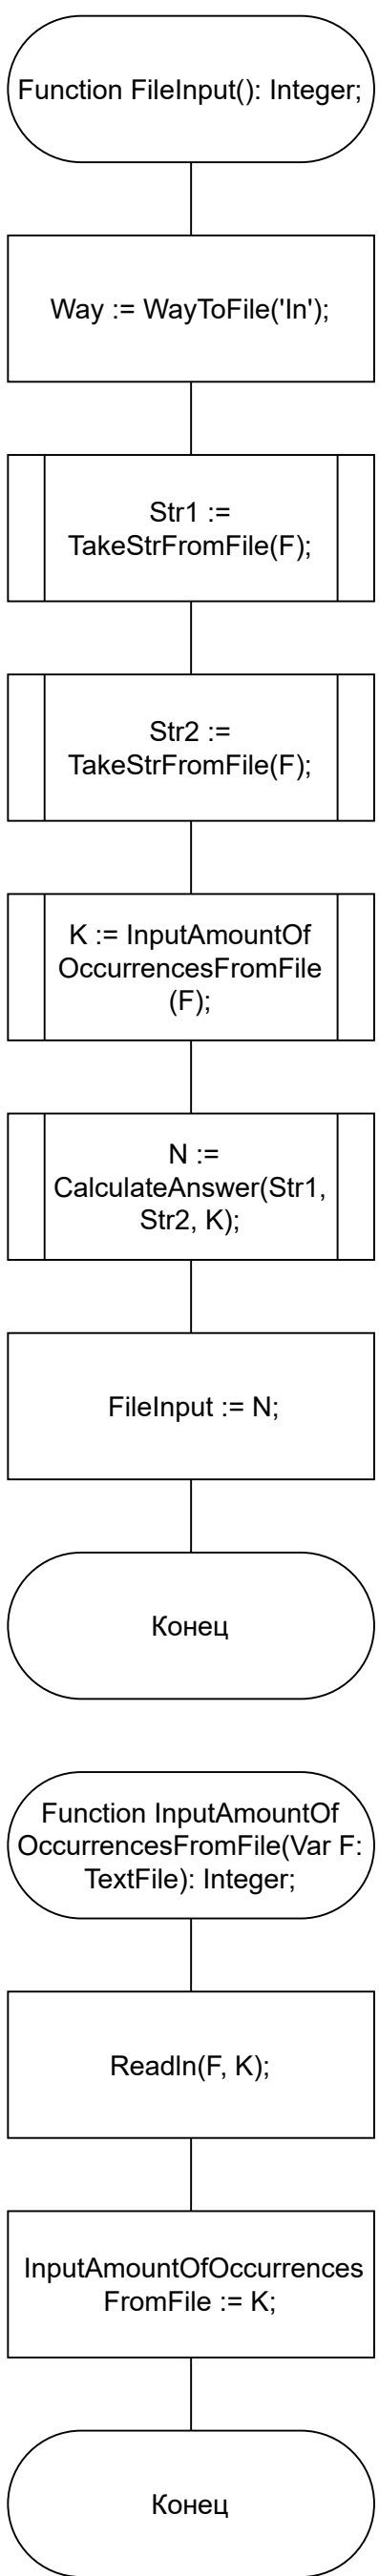 Function FileInput(): Integer;
Way := WayToFile('In');
Str1 :=
TakeStrFromFile(F);
Str2 :=
TakeStrFromFile(F);
K := InputAmountOf
OccurrencesFromFile
(F);
N :=
CalculateAnswer(Str1,
Str2, K);
FileInput := N;
Конец
Function InputAmountOf
OccurrencesFromFile(Var F:
TextFile): Integer;
Readln(F, K);
InputAmountOfOccurrences
FromFile := K;
Конец